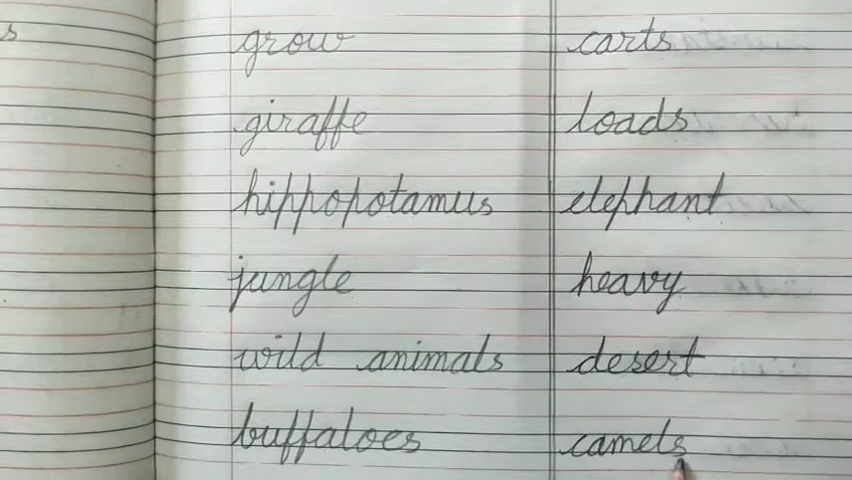 s
grow
giraffe
hippopotamus
jungle
wild animals
buffaloes
carts
loads
elephant
heavy
desert
camels